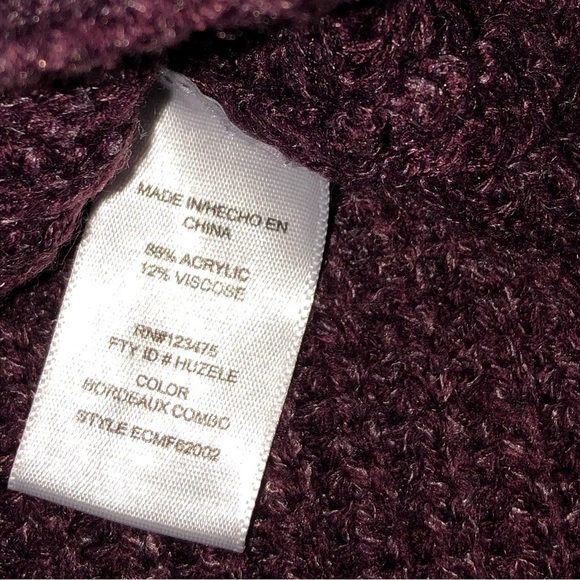 MADE IN/HECHO EN
CHINA
88% ACRYLIC
12% VISCOSE
RN#123475
FTY ID # HUZELE
COLOR
BORDEAUX COMBO
STYLE ECMF62002